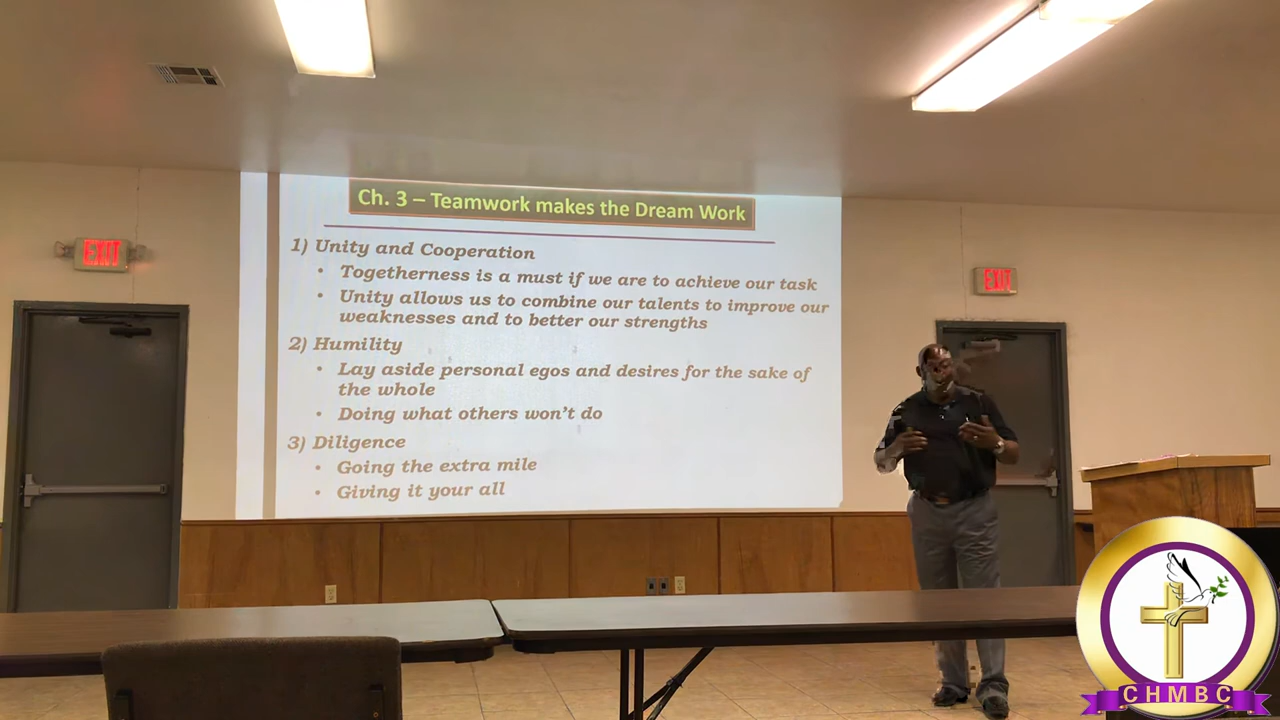 Ch. 3 – Teamwork makes the Dream Work
1) Unity and Cooperation
• Togetherness is a must if we are to achieve our task
• Unity allows us to combine our talents to improve our
weaknesses and to better our strengths
2) Humility
• Lay aside personal egos and desires for the sake of
the whole
• Doing what others won't do
3) Diligence
• Going the extra mile
• Giving it your all
EXIT
EXIT
CHMBC